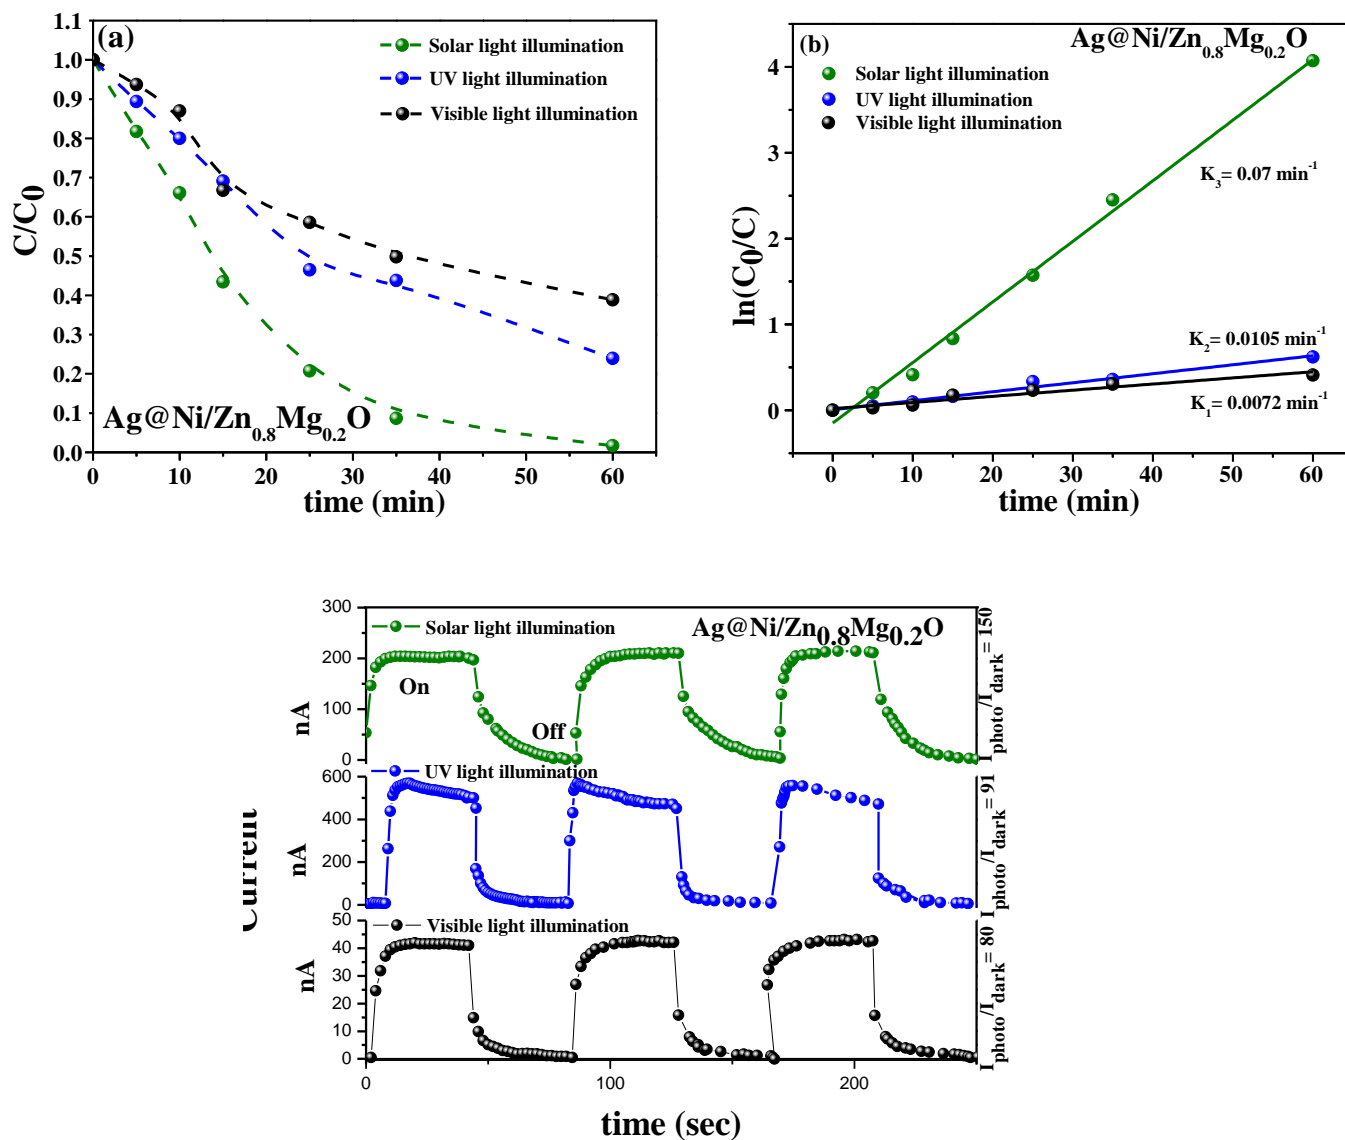 (a)
Solar light illumination
UV light illumination
Visible light illumination
1.1
1.0
0.9
0.8
0.7
0.6
0.5
0.4
0.3
0.2
0.1
0.0
C/C0
Ag@Ni/Zn0.8Mg0.2O
0 10 20 30 40 50 60
time (min)
(b)
Ag@Ni/Zn0.8Mg0.2O
Solar light illumination
UV light illumination
Visible light illumination
4
3
2
1
0
ln(C0/C)
K3= 0.07 min-1
K2= 0.0105 min-1
K1= 0.0072 min-1
0 10 20 30 40 50 60
time (min)
Solar light illumination
Ag@Ni/Zn0.8Mg0.2O
300
200
100
0
nA
On
Off
Iphoto/Idark= 150
UV light illumination
600
400
200
0
nA
Iphoto/Idark= 91
Current
Visible light illumination
50
40
30
20
10
0
nA
Iphoto/Idark= 80
0 100 200
time (sec)